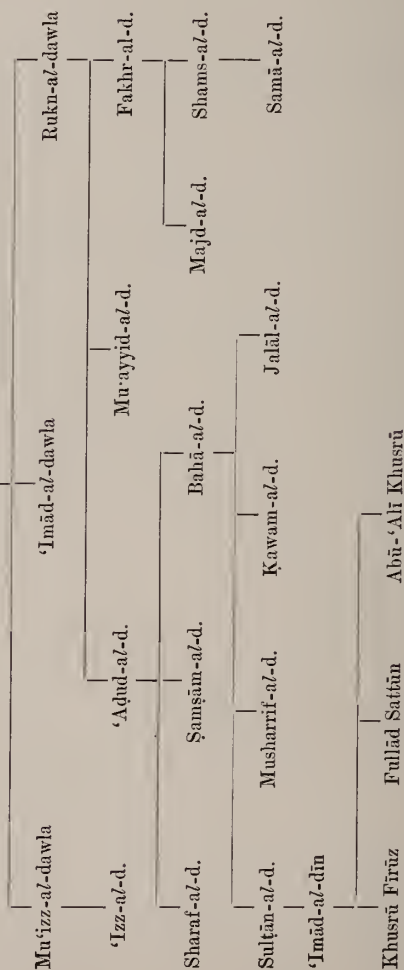 Mu‘izz-al-dawla ‘Imād-al-dawla Rukn-al-dawla
‘Izz-al-d. ‘Aḍud-al-d. Mu·ayyid-al-d. Fakhr-al-d.
Sharaf-al-d. Ṣamṣām-al-d. Bahā-al-d. Majd-al-d. Shams-al-d.
Sulṭān-al-d. Musharrif-al-d. Ḳawam-al-d. Jalāl-al-d. Samā-al-d.
‘Imād-al-dīn
Khusrū Fīrūz Fullād Sattūn Abū-‘Alī Khusrū